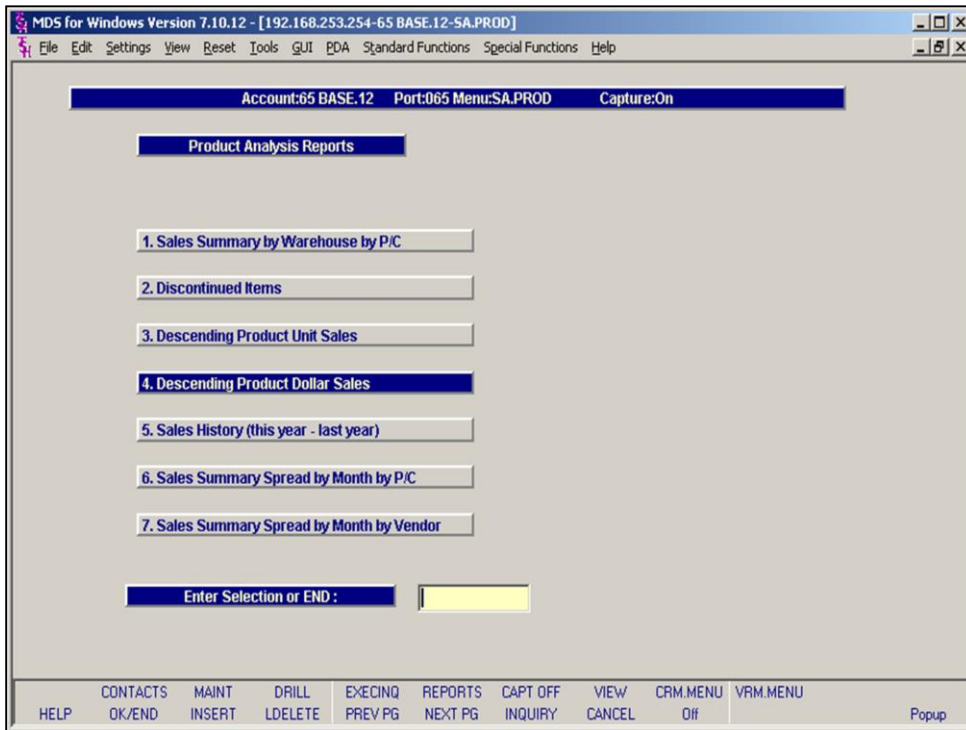 MDS for Windows Version 7.10.12 - [192.168.253.254-65 BASE.12-SA.PROD]
File Edit Settings View Reset Tools GUI PDA Standard Functions Special Functions Help
Account:65 BASE.12 Port:065 Menu:SA.PROD Capture:On
Product Analysis Reports
1. Sales Summary by Warehouse by P/C
2. Discontinued Items
3. Descending Product Unit Sales
4. Descending Product Dollar Sales
5. Sales History (this year - last year)
6. Sales Summary Spread by Month by P/C
7. Sales Summary Spread by Month by Vendor
Enter Selection or END :
CONTACTS MAINT DRILL EXECINQ REPORTS CAPT OFF VIEW CRM.MENU VRM.MENU
HELP OK/END INSERT LDELETE PREV PG NEXT PG INQUIRY CANCEL Off Popup